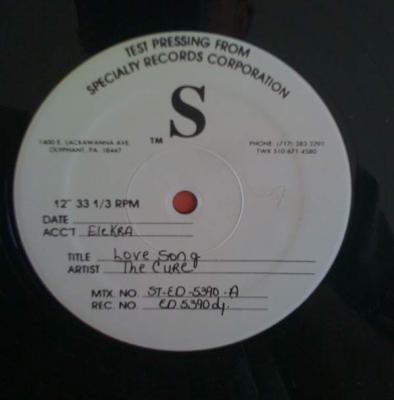 TEST PRESSING FROM
SPECIALTY RECORDS CORPORATION
S
TM
1400 E. LACKAWANNA AVE. PHONE: (717) 383 3291
OLYPHANT, PA. 18447 TWX 510-671-4580
12" 33 1/3 RPM
DATE
ACC'T ElEkRA
TITLE Love Song
ARTIST The CURE
MTX. NO. ST-ED-5390-A
REC. NO. ED 5390 dj.